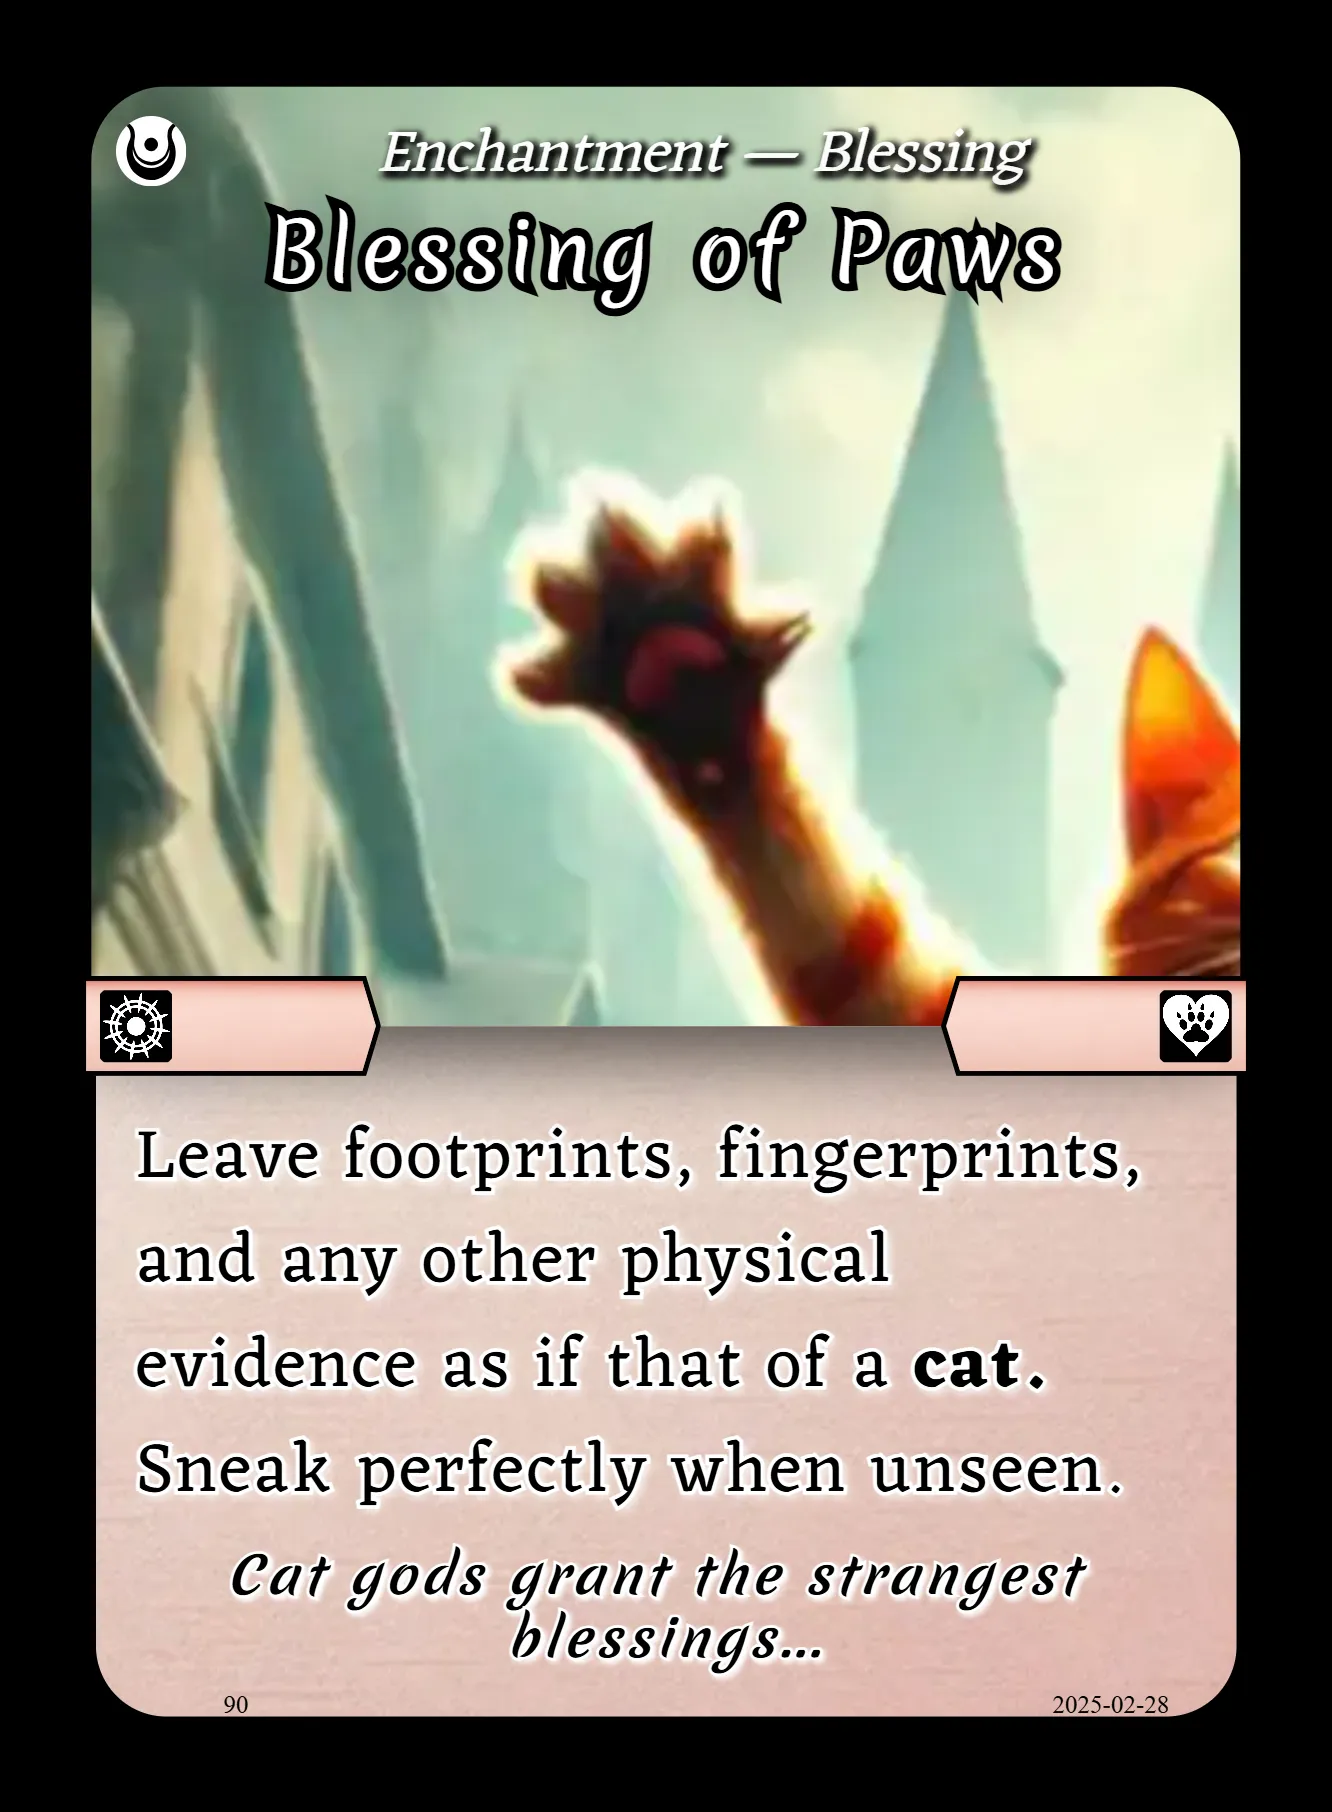 Enchantment — Blessing
Blessing of Paws
Leave footprints, fingerprints,
and any other physical
evidence as if that of a cat.
Sneak perfectly when unseen.
Cat gods grant the strangest
blessings...
90
2025-02-28